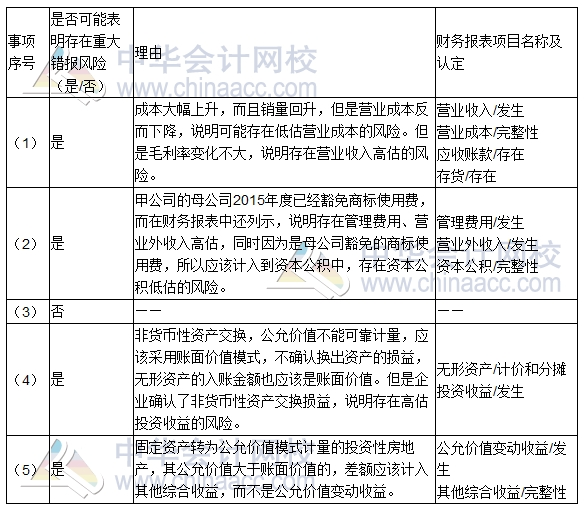 事项
序号
是否可能表
明存在重大
错报风险
（是/否）
理由
财务报表项目名称及
认定
（1）
是
成本大幅上升，而且销量回升，但是营业成本反
而下降，说明可能存在低估营业成本的风险。但
是毛利率变化不大，说明存在营业收入高估的风
险。
营业收入/发生
营业成本/完整性
应收账款/存在
存货/存在
（2）
是
甲公司的母公司2015年度已经豁免商标使用费，
而在财务报表中还列示，说明存在管理费用、营
业外收入高估，同时因为是母公司豁免的商标使
用费，所以应该计入到资本公积中，存在资本公
积低估的风险。
管理费用/发生
营业外收入/发生
资本公积/完整性
（3）
否
——
——
（4）
是
非货币性资产交换，公允价值不能可靠计量，应
该采用账面价值模式，不确认换出资产的损益，
无形资产的入账金额也应该是账面价值。但是企
业确认了非货币性资产交换损益，说明存在高估
投资收益的风险。
无形资产/计价和分摊
投资收益/发生
（5）
是
固定资产转为公允价值模式计量的投资性房地
产，其公允价值大于账面价值的，差额应该计入
其他综合收益，而不是公允价值变动收益。
公允价值变动收益/发
生
其他综合收益/完整性
中华会计网校
www.chinaacc.com
中华会计网校
www.chinaacc.com
中华会计网校
www.chinaacc.com